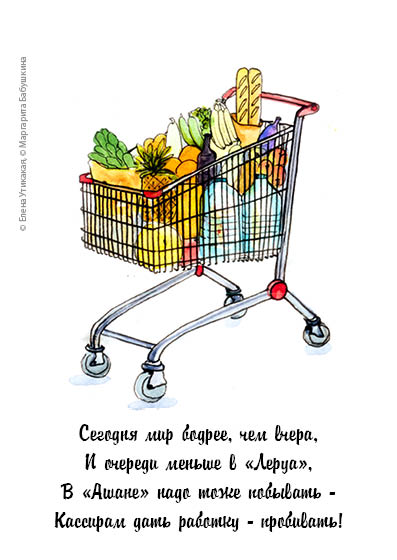 © Елена Утикакая, © Маргарита Бабушкина
Сегодня мир бодрее, чем вчера,
И очереди меньше в «Леруа»,
В «Ашане» надо тоже побывать -
Кассирам дать работку - пробивать!